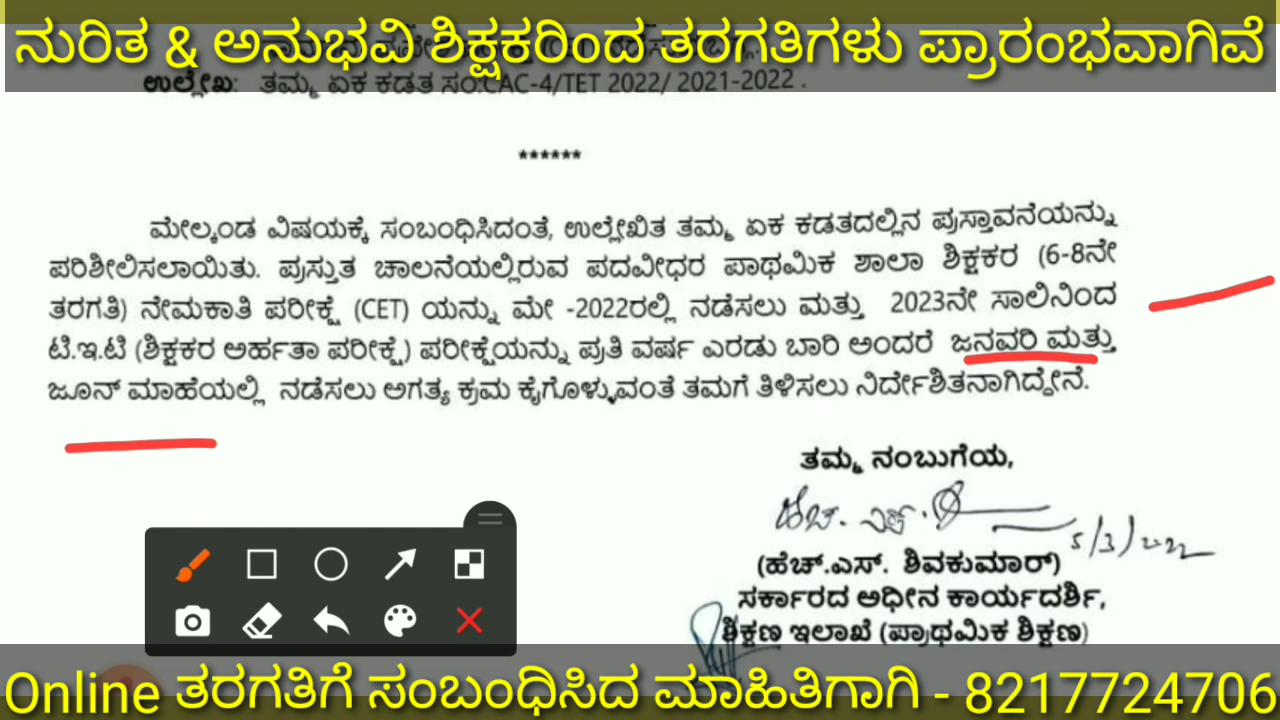 ನುರಿತ & ಅನುಭವಿ ಶಿಕ್ಷಕರಿಂದ ತರಗತಿಗಳು ಪ್ರಾರಂಭವಾಗಿವೆ
ಉಲ್ಲೇಖ: ತಮ್ಮ ಏಕ ಕಡತ ಸಂ:CAC-4/TET 2022/ 2021-2022 .
******
ಮೇಲ್ಕಂಡ ವಿಷಯಕ್ಕೆ ಸಂಬಂಧಿಸಿದಂತೆ, ಉಲ್ಲೇಖಿತ ತಮ್ಮ ಏಕ ಕಡತದಲ್ಲಿನ ಪ್ರಸ್ತಾವನೆಯನ್ನು
ಪರಿಶೀಲಿಸಲಾಯಿತು. ಪ್ರಸ್ತುತ ಚಾಲನೆಯಲ್ಲಿರುವ ಪದವೀಧರ ಪಾಥಮಿಕ ಶಾಲಾ ಶಿಕ್ಷಕರ (6-8ನೇ
ತರಗತಿ) ನೇಮಕಾತಿ ಪರೀಕ್ಷೆ (CET) ಯನ್ನು ಮೇ -2022ರಲ್ಲಿ ನಡೆಸಲು ಮತ್ತು 2023ನೇ ಸಾಲಿನಿಂದ
ಟಿ.ಇ.ಟಿ (ಶಿಕ್ಷಕರ ಅರ್ಹತಾ ಪರೀಕ್ಷೆ) ಪರೀಕ್ಷೆಯನ್ನು ಪ್ರತಿ ವರ್ಷ ಎರಡು ಬಾರಿ ಅಂದರೆ ಜನವರಿ ಮತ್ತು
ಜೂನ್ ಮಾಹೆಯಲ್ಲಿ ನಡೆಸಲು ಅಗತ್ಯ ಕ್ರಮ ಕೈಗೊಳ್ಳುವಂತೆ ತಮಗೆ ತಿಳಿಸಲು ನಿರ್ದೇಶಿತನಾಗಿದ್ದೇನೆ.
ತಮ್ಮ ನಂಬುಗೆಯ,
5/3/2022
(ಹೆಚ್.ಎಸ್. ಶಿವಕುಮಾರ್)
ಸರ್ಕಾರದ ಅಧೀನ ಕಾರ್ಯದರ್ಶಿ,
ಶಿಕ್ಷಣ ಇಲಾಖೆ (ಪ್ರಾಥಮಿಕ ಶಿಕ್ಷಣ)
Online ತರಗತಿಗೆ ಸಂಬಂಧಿಸಿದ ಮಾಹಿತಿಗಾಗಿ - 8217724706